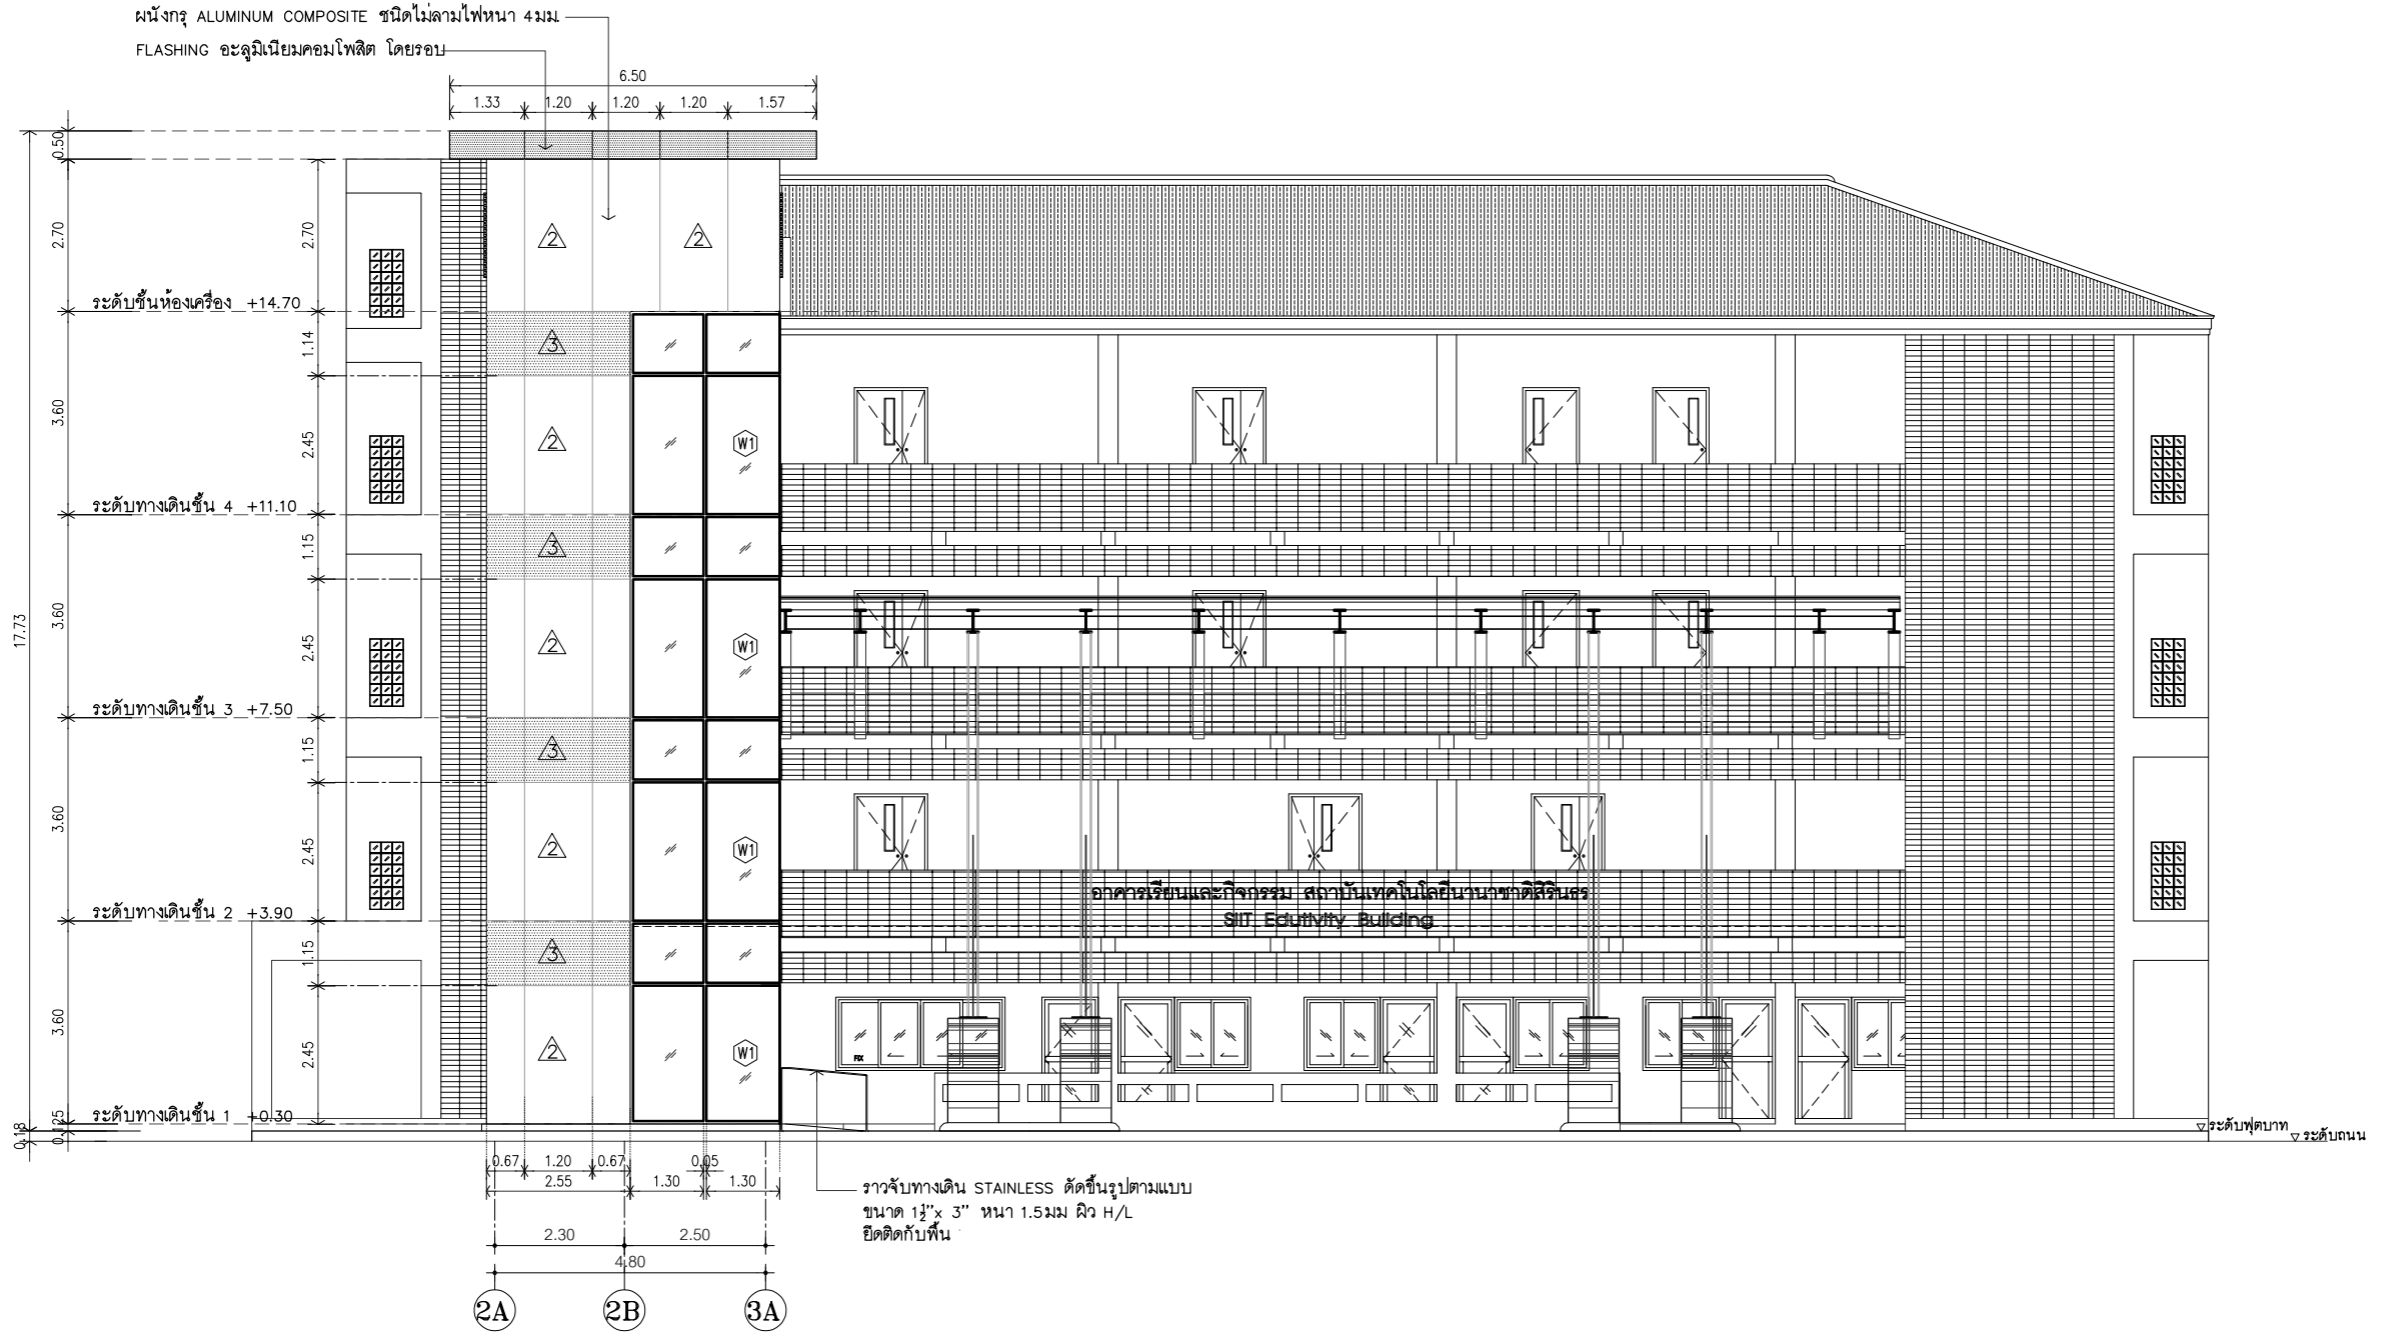 ผนังกรุ ALUMINUM COMPOSITE ชนิดไม่ลามไฟหนา 4มม.
FLASHING อะลูมิเนียมคอมโพสิต โดยรอบ
6.50
1.33 1.20 1.20 1.20 1.57
0.50
2.70 2.70
2 2
ระดับชั้นห้องเครื่อง +14.70
3 1.14
3.60 2.45
2 W1
ระดับทางเดินชั้น 4 +11.10
3 1.15
17.73 3.60 2.45
2 W1
ระดับทางเดินชั้น 3 +7.50
3 1.15
3.60 2.45
2 W1
อาคารเรียนและกิจกรรม สถาบันเทคโนโลยีนานาชาติสิรินธร
ระดับทางเดินชั้น 2 +3.90
SIIT Edutivity Building
3 1.15
3.60 2.45
2 W1
FIX
ระดับทางเดินชั้น 1 +0.30
0.18 0.125
ระดับฟุตบาท
ระดับถนน
0.67 1.20 0.67 0.05
2.55 1.30 1.30
ราวจับทางเดิน STAINLESS ดัดขึ้นรูปตามแบบ
ขนาด 1½"x 3" หนา 1.5มม ผิว H/L
ยึดติดกับพื้น
2.30 2.50
4.80
2A 2B 3A